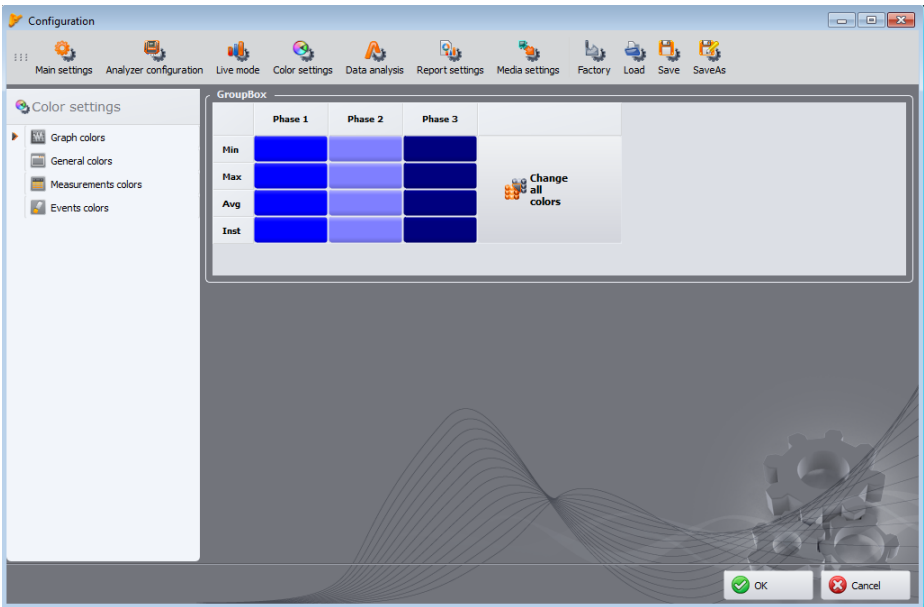 Configuration
Main settings Analyzer configuration Live mode Color settings Data analysis Report settings Media settings Factory Load Save SaveAs
Color settings
Graph colors
General colors
Measurements colors
Events colors
GroupBox
Phase 1 Phase 2 Phase 3
Min
Max
Avg
Inst
Change
all
colors
OK Cancel